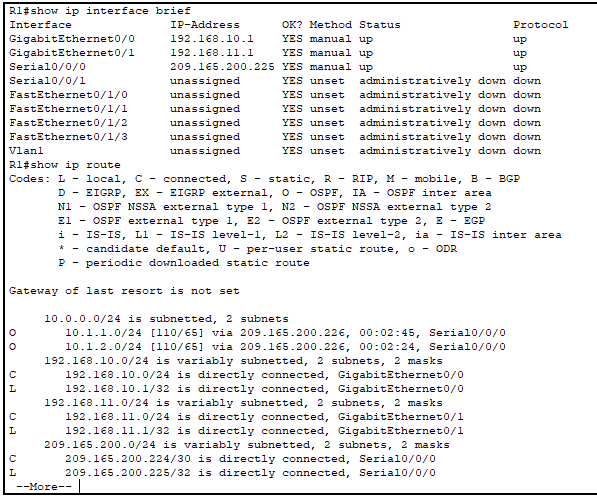 R1#show ip interface brief
Interface IP-Address OK? Method Status Protocol
GigabitEthernet0/0 192.168.10.1 YES manual up up
GigabitEthernet0/1 192.168.11.1 YES manual up up
Serial0/0/0 209.165.200.225 YES manual up up
Serial0/0/1 unassigned YES unset administratively down down
FastEthernet0/1/0 unassigned YES unset administratively down down
FastEthernet0/1/1 unassigned YES unset administratively down down
FastEthernet0/1/2 unassigned YES unset administratively down down
FastEthernet0/1/3 unassigned YES unset administratively down down
Vlan1 unassigned YES unset administratively down down
R1#show ip route
Codes: L - local, C - connected, S - static, R - RIP, M - mobile, B - BGP
D - EIGRP, EX - EIGRP external, O - OSPF, IA - OSPF inter area
N1 - OSPF NSSA external type 1, N2 - OSPF NSSA external type 2
E1 - OSPF external type 1, E2 - OSPF external type 2, E - EGP
i - IS-IS, L1 - IS-IS level-1, L2 - IS-IS level-2, ia - IS-IS inter area
* - candidate default, U - per-user static route, o - ODR
P - periodic downloaded static route
Gateway of last resort is not set
10.0.0.0/24 is subnetted, 2 subnets
O 10.1.1.0/24 [110/65] via 209.165.200.226, 00:02:45, Serial0/0/0
O 10.1.2.0/24 [110/65] via 209.165.200.226, 00:02:24, Serial0/0/0
192.168.10.0/24 is variably subnetted, 2 subnets, 2 masks
C 192.168.10.0/24 is directly connected, GigabitEthernet0/0
L 192.168.10.1/32 is directly connected, GigabitEthernet0/0
192.168.11.0/24 is variably subnetted, 2 subnets, 2 masks
C 192.168.11.0/24 is directly connected, GigabitEthernet0/1
L 192.168.11.1/32 is directly connected, GigabitEthernet0/1
209.165.200.0/24 is variably subnetted, 2 subnets, 2 masks
C 209.165.200.224/30 is directly connected, Serial0/0/0
L 209.165.200.225/32 is directly connected, Serial0/0/0
--More--